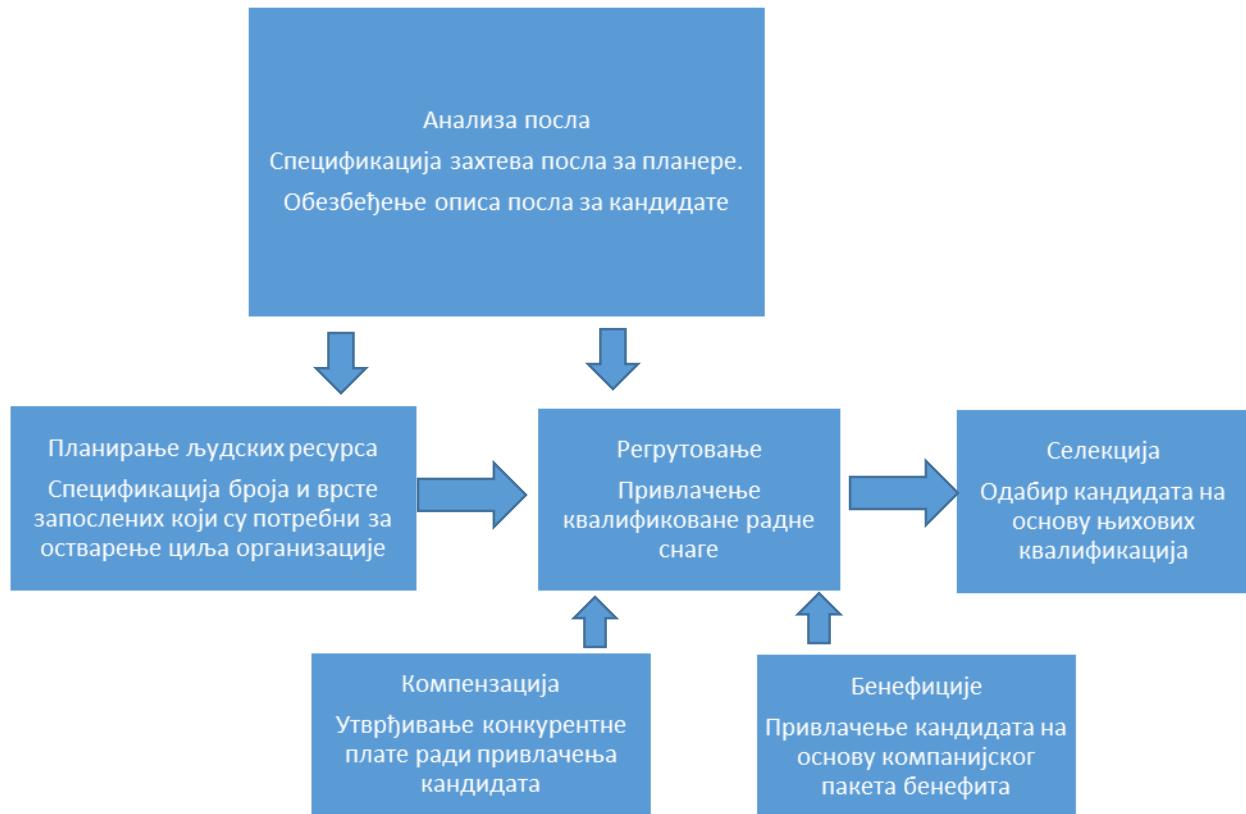 Анализа посла
Спецификација захтева посла за планере.
Обезбеђење описа посла за кандидате
Планирање људских ресурса
Спецификација броја и врсте
запослених који су потребни за
остварење циља организације
Регрутовање
Привлачење
квалификоване радне
снаге
Селекција
Одабир кандидата на
основу њихових
квалификација
Компензација
Утврђивање конкурентне
плате ради привлачења
кандидата
Бенефиције
Привлачење кандидата на
основу компанијског
пакета бенефита